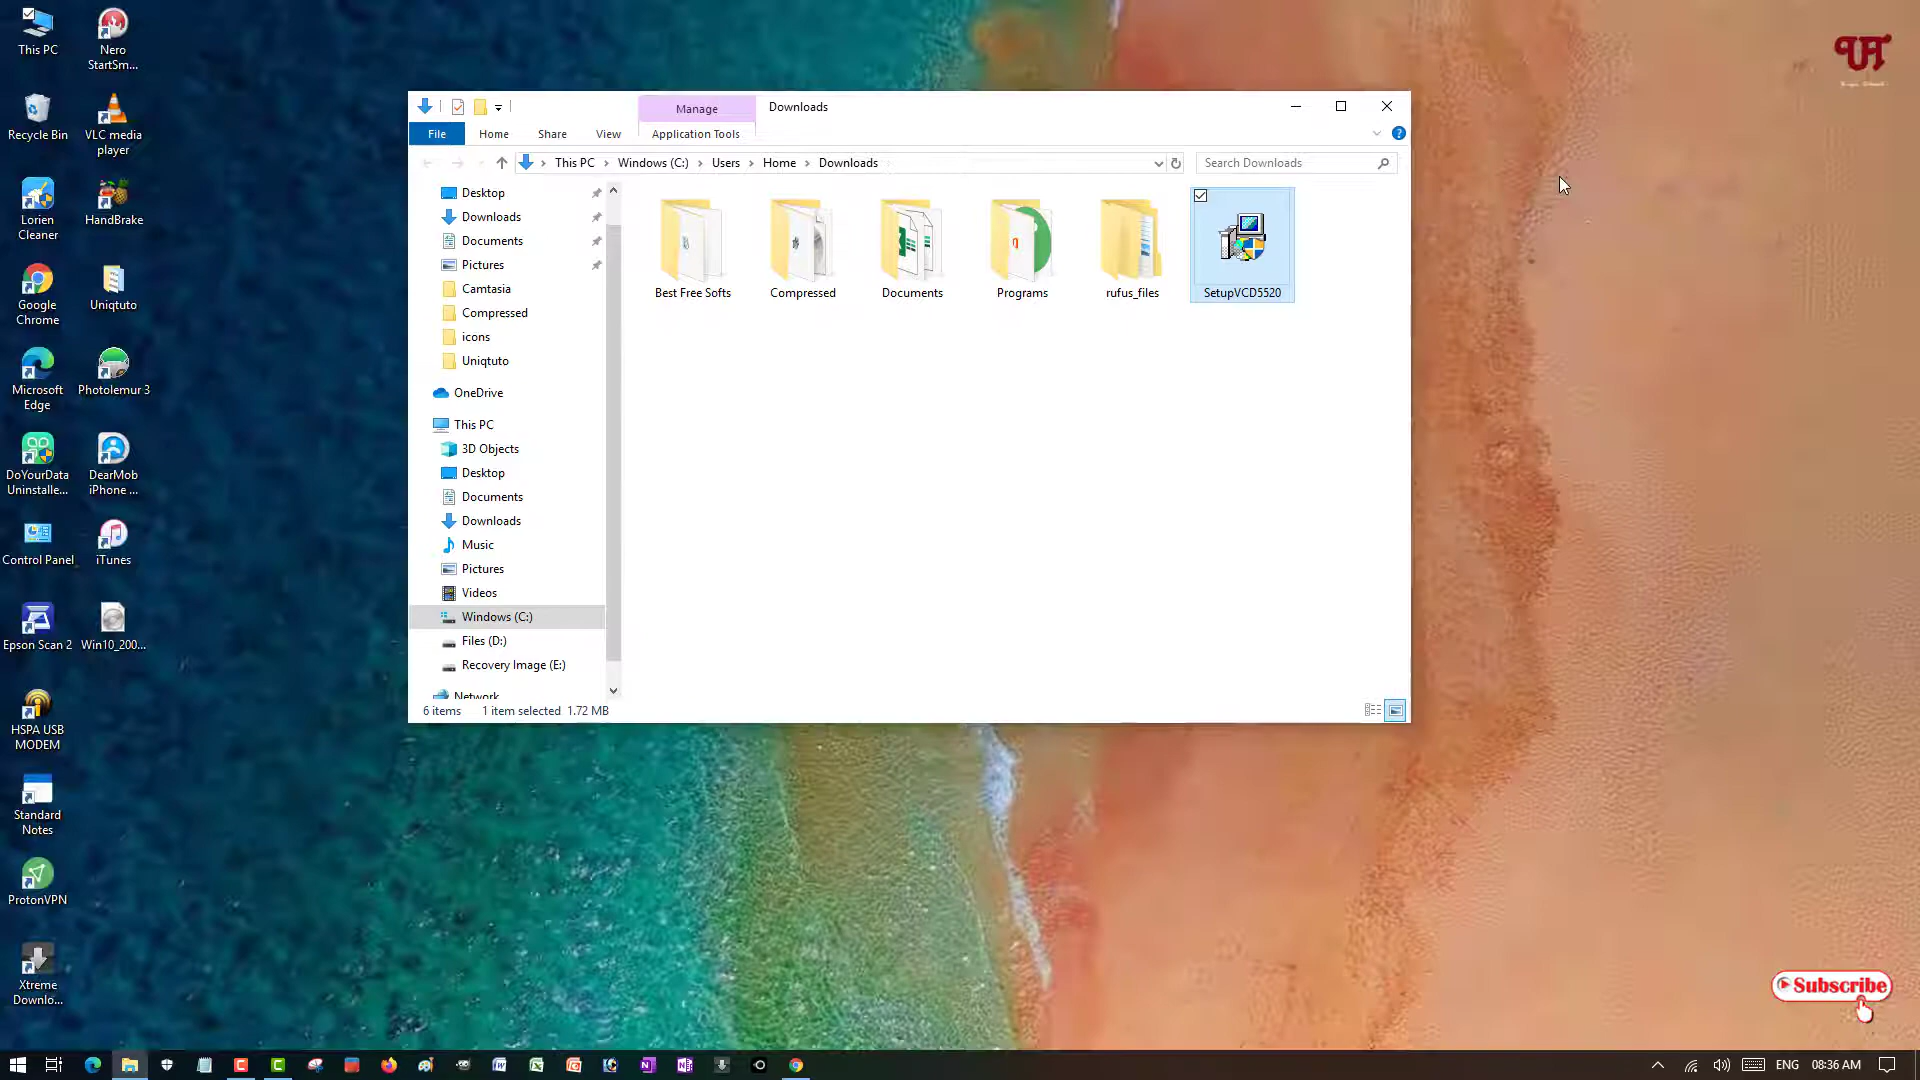 This PC
Nero
StartSm...
Recycle Bin
VLC media
player
Lorien
Cleaner
HandBrake
Google
Chrome
Uniqtuto
Microsoft
Edge
Photolemur 3
DoYourData
Uninstalle...
DearMob
iPhone ...
Control Panel
iTunes
Epson Scan 2
Win10_200...
HSPA USB
MODEM
Standard
Notes
ProtonVPN
Xtreme
Downlo...
Manage
Downloads
File
Home
Share
View
Application Tools
This PC
Windows (C:)
Users
Home
Downloads
Search Downloads
Desktop
Downloads
Documents
Pictures
Camtasia
Compressed
icons
Uniqtuto
OneDrive
This PC
3D Objects
Desktop
Documents
Downloads
Music
Pictures
Videos
Windows (C:)
Files (D:)
Recovery Image (E:)
Network
Best Free Softs
Compressed
Documents
Programs
rufus_files
SetupVCD5520
6 items
1 item selected 1.72 MB
UT
Subscribe
ENG
08:36 AM